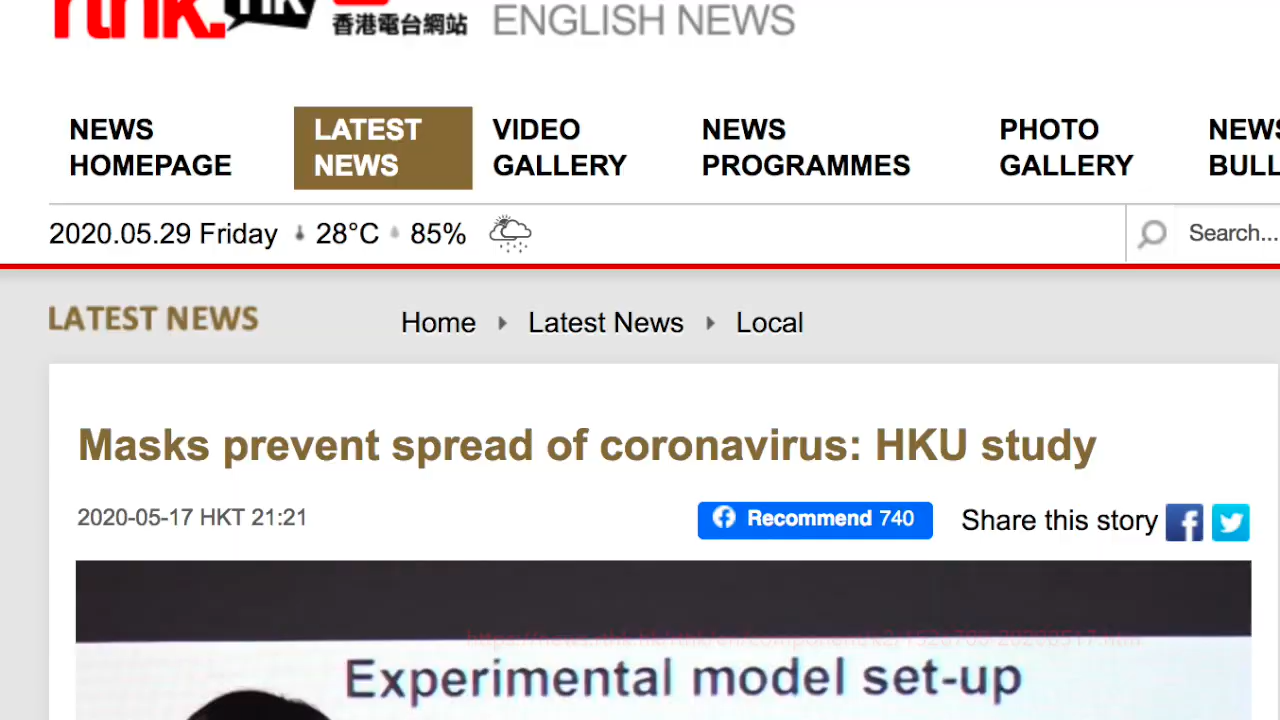 rthk.hk
香港電台網站 ENGLISH NEWS
NEWS HOMEPAGE
LATEST NEWS
VIDEO GALLERY
NEWS PROGRAMMES
PHOTO GALLERY
2020.05.29 Friday 28°C 85%
Search...
LATEST NEWS
Home Latest News Local
Masks prevent spread of coronavirus: HKU study
2020-05-17 HKT 21:21
Recommend 740
Share this story
Experimental model set-up